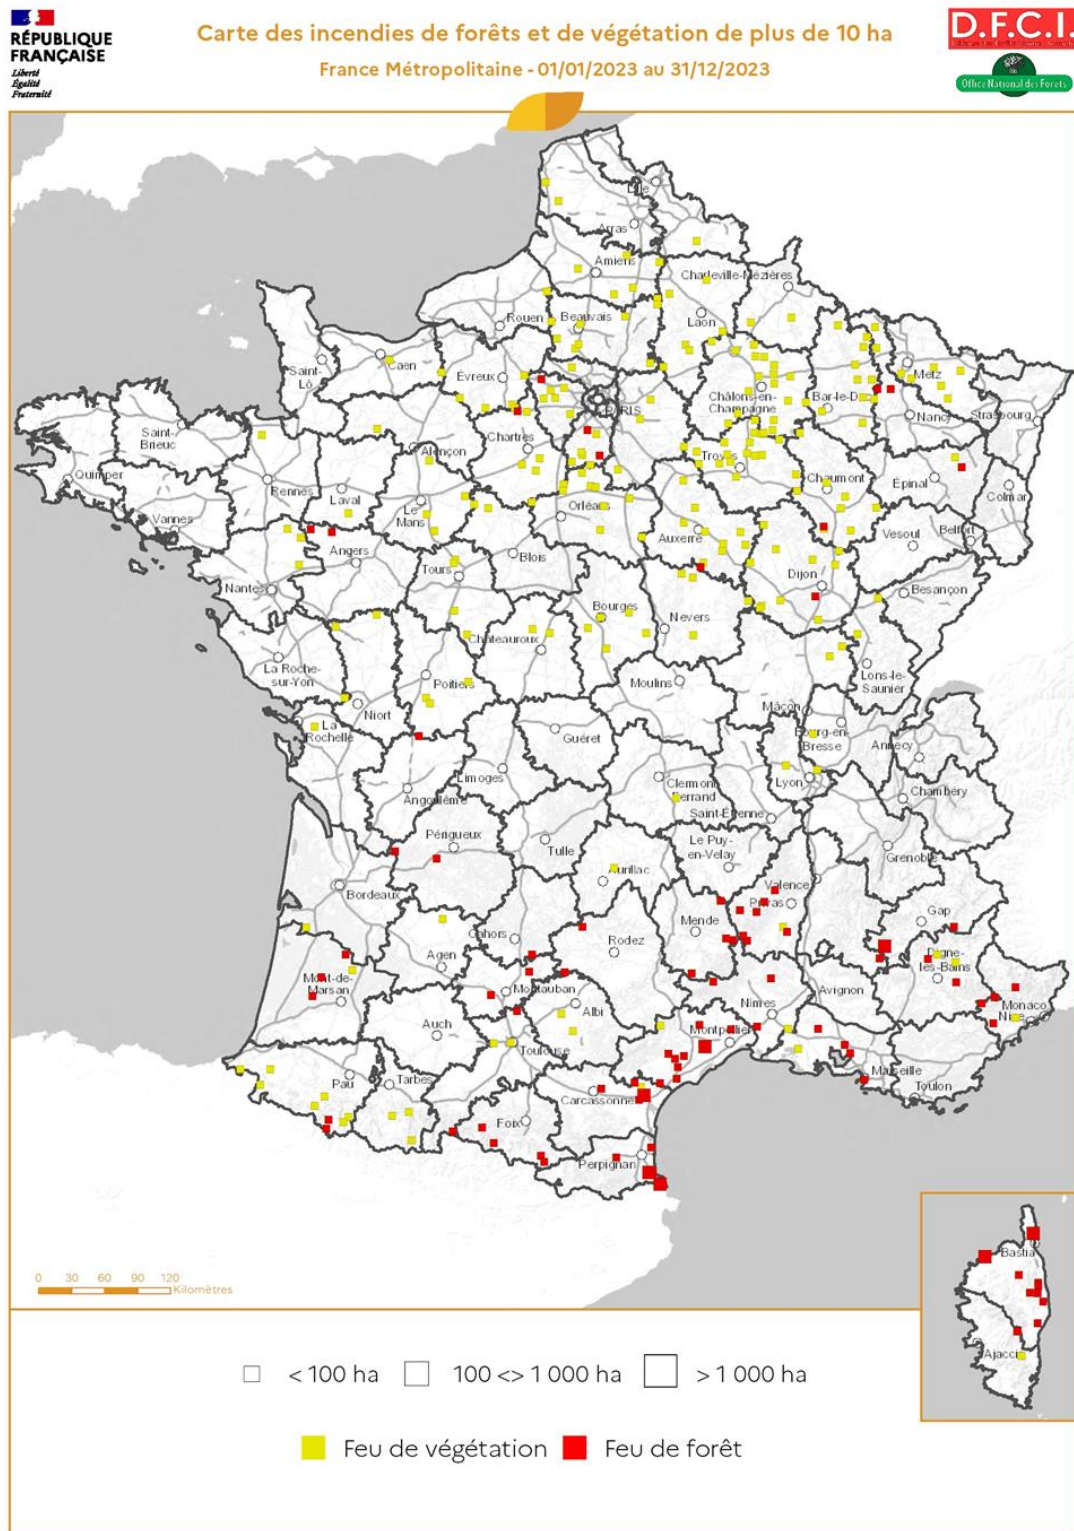 RÉPUBLIQUE
FRANÇAISE
Liberté
Égalité
Fraternité
Carte des incendies de forêts et de végétation de plus de 10 ha
France Métropolitaine - 01/01/2023 au 31/12/2023
D.F.C.I.
Office National des Forets
Lille
Arras
Amiens
Charleville-Mézières
Rouen
Beauvais
Laon
Saint-
Lô
Caen
Évreux
PARIS
Châlons-en-
Champagne
Bar-le-D
Metz
Nancy
Strasbourg
Saint-
Brieuc
Quimper
Alençon
Chartres
Troyes
Chaumont
Épinal
Colmar
Rennes
Laval
Le
Mans
Orléans
Vannes
Auxerre
Vesoul
Belfort
Angers
Blois
Tours
Dijon
Besançon
Nantes
Bourges
Nevers
Châteauroux
La Roche-
sur-Yon
Poitiers
Moulins
Lons-le-
Saunier
Niort
Mâcon
La
Rochelle
Guéret
Bourg-en-
Bresse
Annecy
Limoges
Clermont
Ferrand
Lyon
Angoulême
Chambéry
Saint-Étienne
Périgueux
Tulle
Le Puy-
en-Velay
Grenoble
Aurillac
Valence
Bordeaux
Privas
Mende
Gap
Cahors
Rodez
Agen
Digne-
les-Bains
Mont-de-
Marsan
Montauban
Albi
Avignon
Nimes
Monaco
Nice
Auch
Montpellier
Toulouse
Marseille
Toulon
Pau
Tarbes
Carcassonne
Foix
Perpignan
Bastia
Ajacci
0 30 60 90 120
Kilomètres
< 100 ha 100 <> 1 000 ha > 1 000 ha
Feu de végétation Feu de forêt